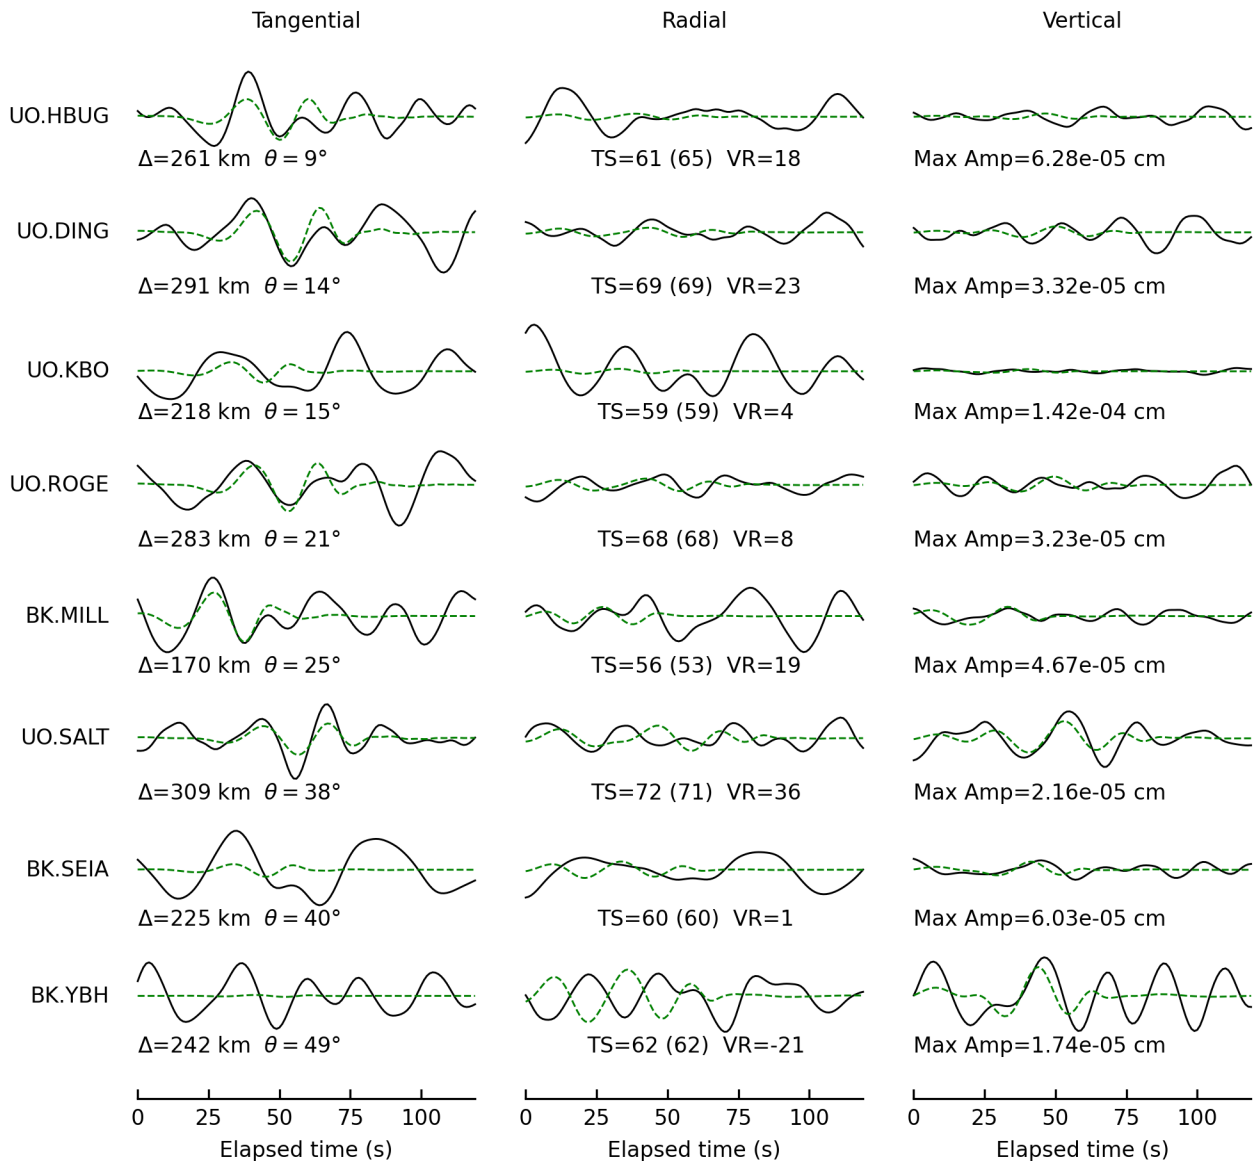 Tangential Radial Vertical
UO.HBUG
Δ=261 km θ = 9° TS=61 (65) VR=18 Max Amp=6.28e-05 cm
UO.DING
Δ=291 km θ = 14° TS=69 (69) VR=23 Max Amp=3.32e-05 cm
UO.KBO
Δ=218 km θ = 15° TS=59 (59) VR=4 Max Amp=1.42e-04 cm
UO.ROGE
Δ=283 km θ = 21° TS=68 (68) VR=8 Max Amp=3.23e-05 cm
BK.MILL
Δ=170 km θ = 25° TS=56 (53) VR=19 Max Amp=4.67e-05 cm
UO.SALT
Δ=309 km θ = 38° TS=72 (71) VR=36 Max Amp=2.16e-05 cm
BK.SEIA
Δ=225 km θ = 40° TS=60 (60) VR=1 Max Amp=6.03e-05 cm
BK.YBH
Δ=242 km θ = 49° TS=62 (62) VR=-21 Max Amp=1.74e-05 cm
0 25 50 75 100 0 25 50 75 100 0 25 50 75 100
Elapsed time (s) Elapsed time (s) Elapsed time (s)